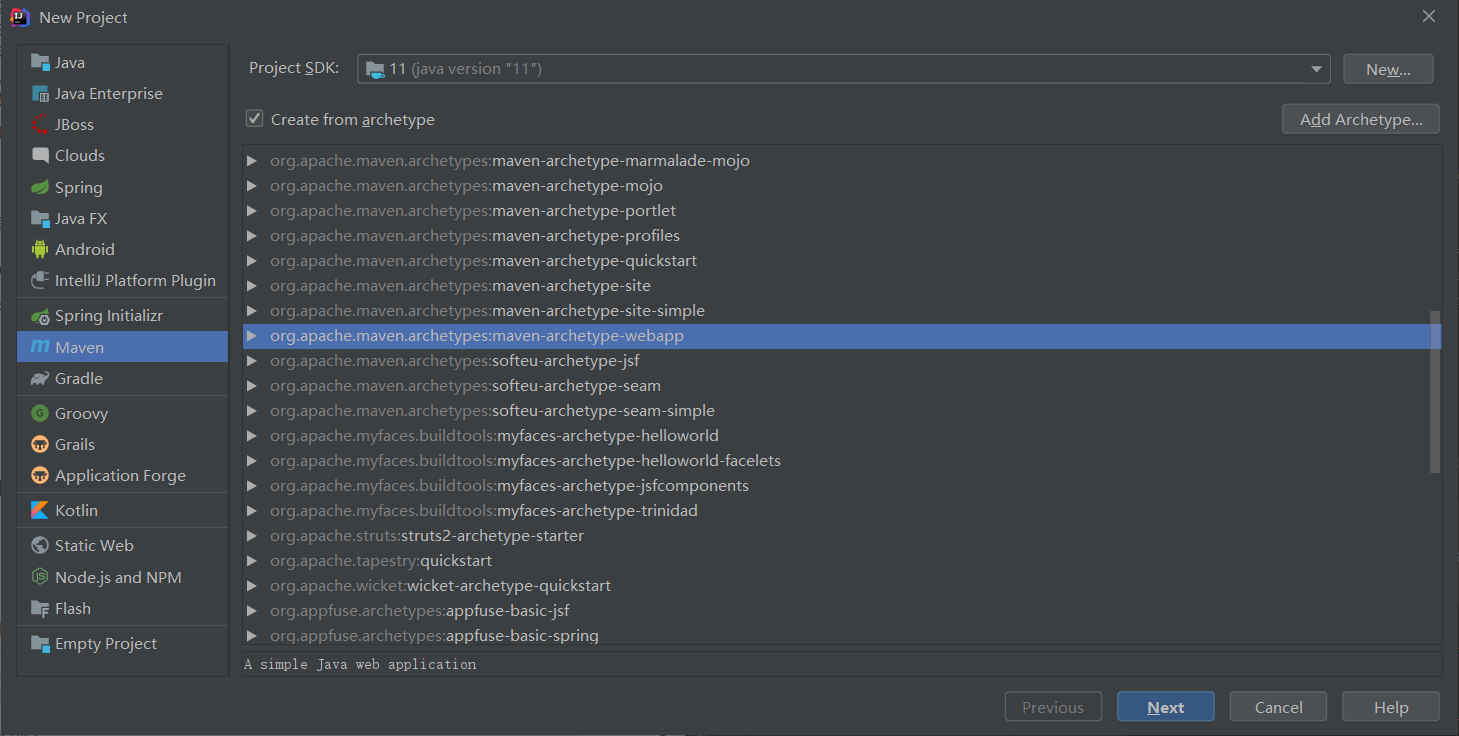 New Project
Java
Java Enterprise
JBoss
Clouds
Spring
Java FX
Android
IntelliJ Platform Plugin
Spring Initializr
Maven
Gradle
Groovy
Grails
Application Forge
Kotlin
Static Web
Node.js and NPM
Flash
Empty Project
Project SDK: 11 (java version "11") New...
Create from archetype Add Archetype...
org.apache.maven.archetypes:maven-archetype-marmalade-mojo
org.apache.maven.archetypes:maven-archetype-mojo
org.apache.maven.archetypes:maven-archetype-portlet
org.apache.maven.archetypes:maven-archetype-profiles
org.apache.maven.archetypes:maven-archetype-quickstart
org.apache.maven.archetypes:maven-archetype-site
org.apache.maven.archetypes:maven-archetype-site-simple
org.apache.maven.archetypes:maven-archetype-webapp
org.apache.maven.archetypes:softeu-archetype-jsf
org.apache.maven.archetypes:softeu-archetype-seam
org.apache.maven.archetypes:softeu-archetype-seam-simple
org.apache.myfaces.buildtools:myfaces-archetype-helloworld
org.apache.myfaces.buildtools:myfaces-archetype-helloworld-facelets
org.apache.myfaces.buildtools:myfaces-archetype-jsfcomponents
org.apache.myfaces.buildtools:myfaces-archetype-trinidad
org.apache.struts:struts2-archetype-starter
org.apache.tapestry:quickstart
org.apache.wicket:wicket-archetype-quickstart
org.appfuse.archetypes:appfuse-basic-jsf
org.appfuse.archetypes:appfuse-basic-spring
A simple Java web application
Previous Next Cancel Help